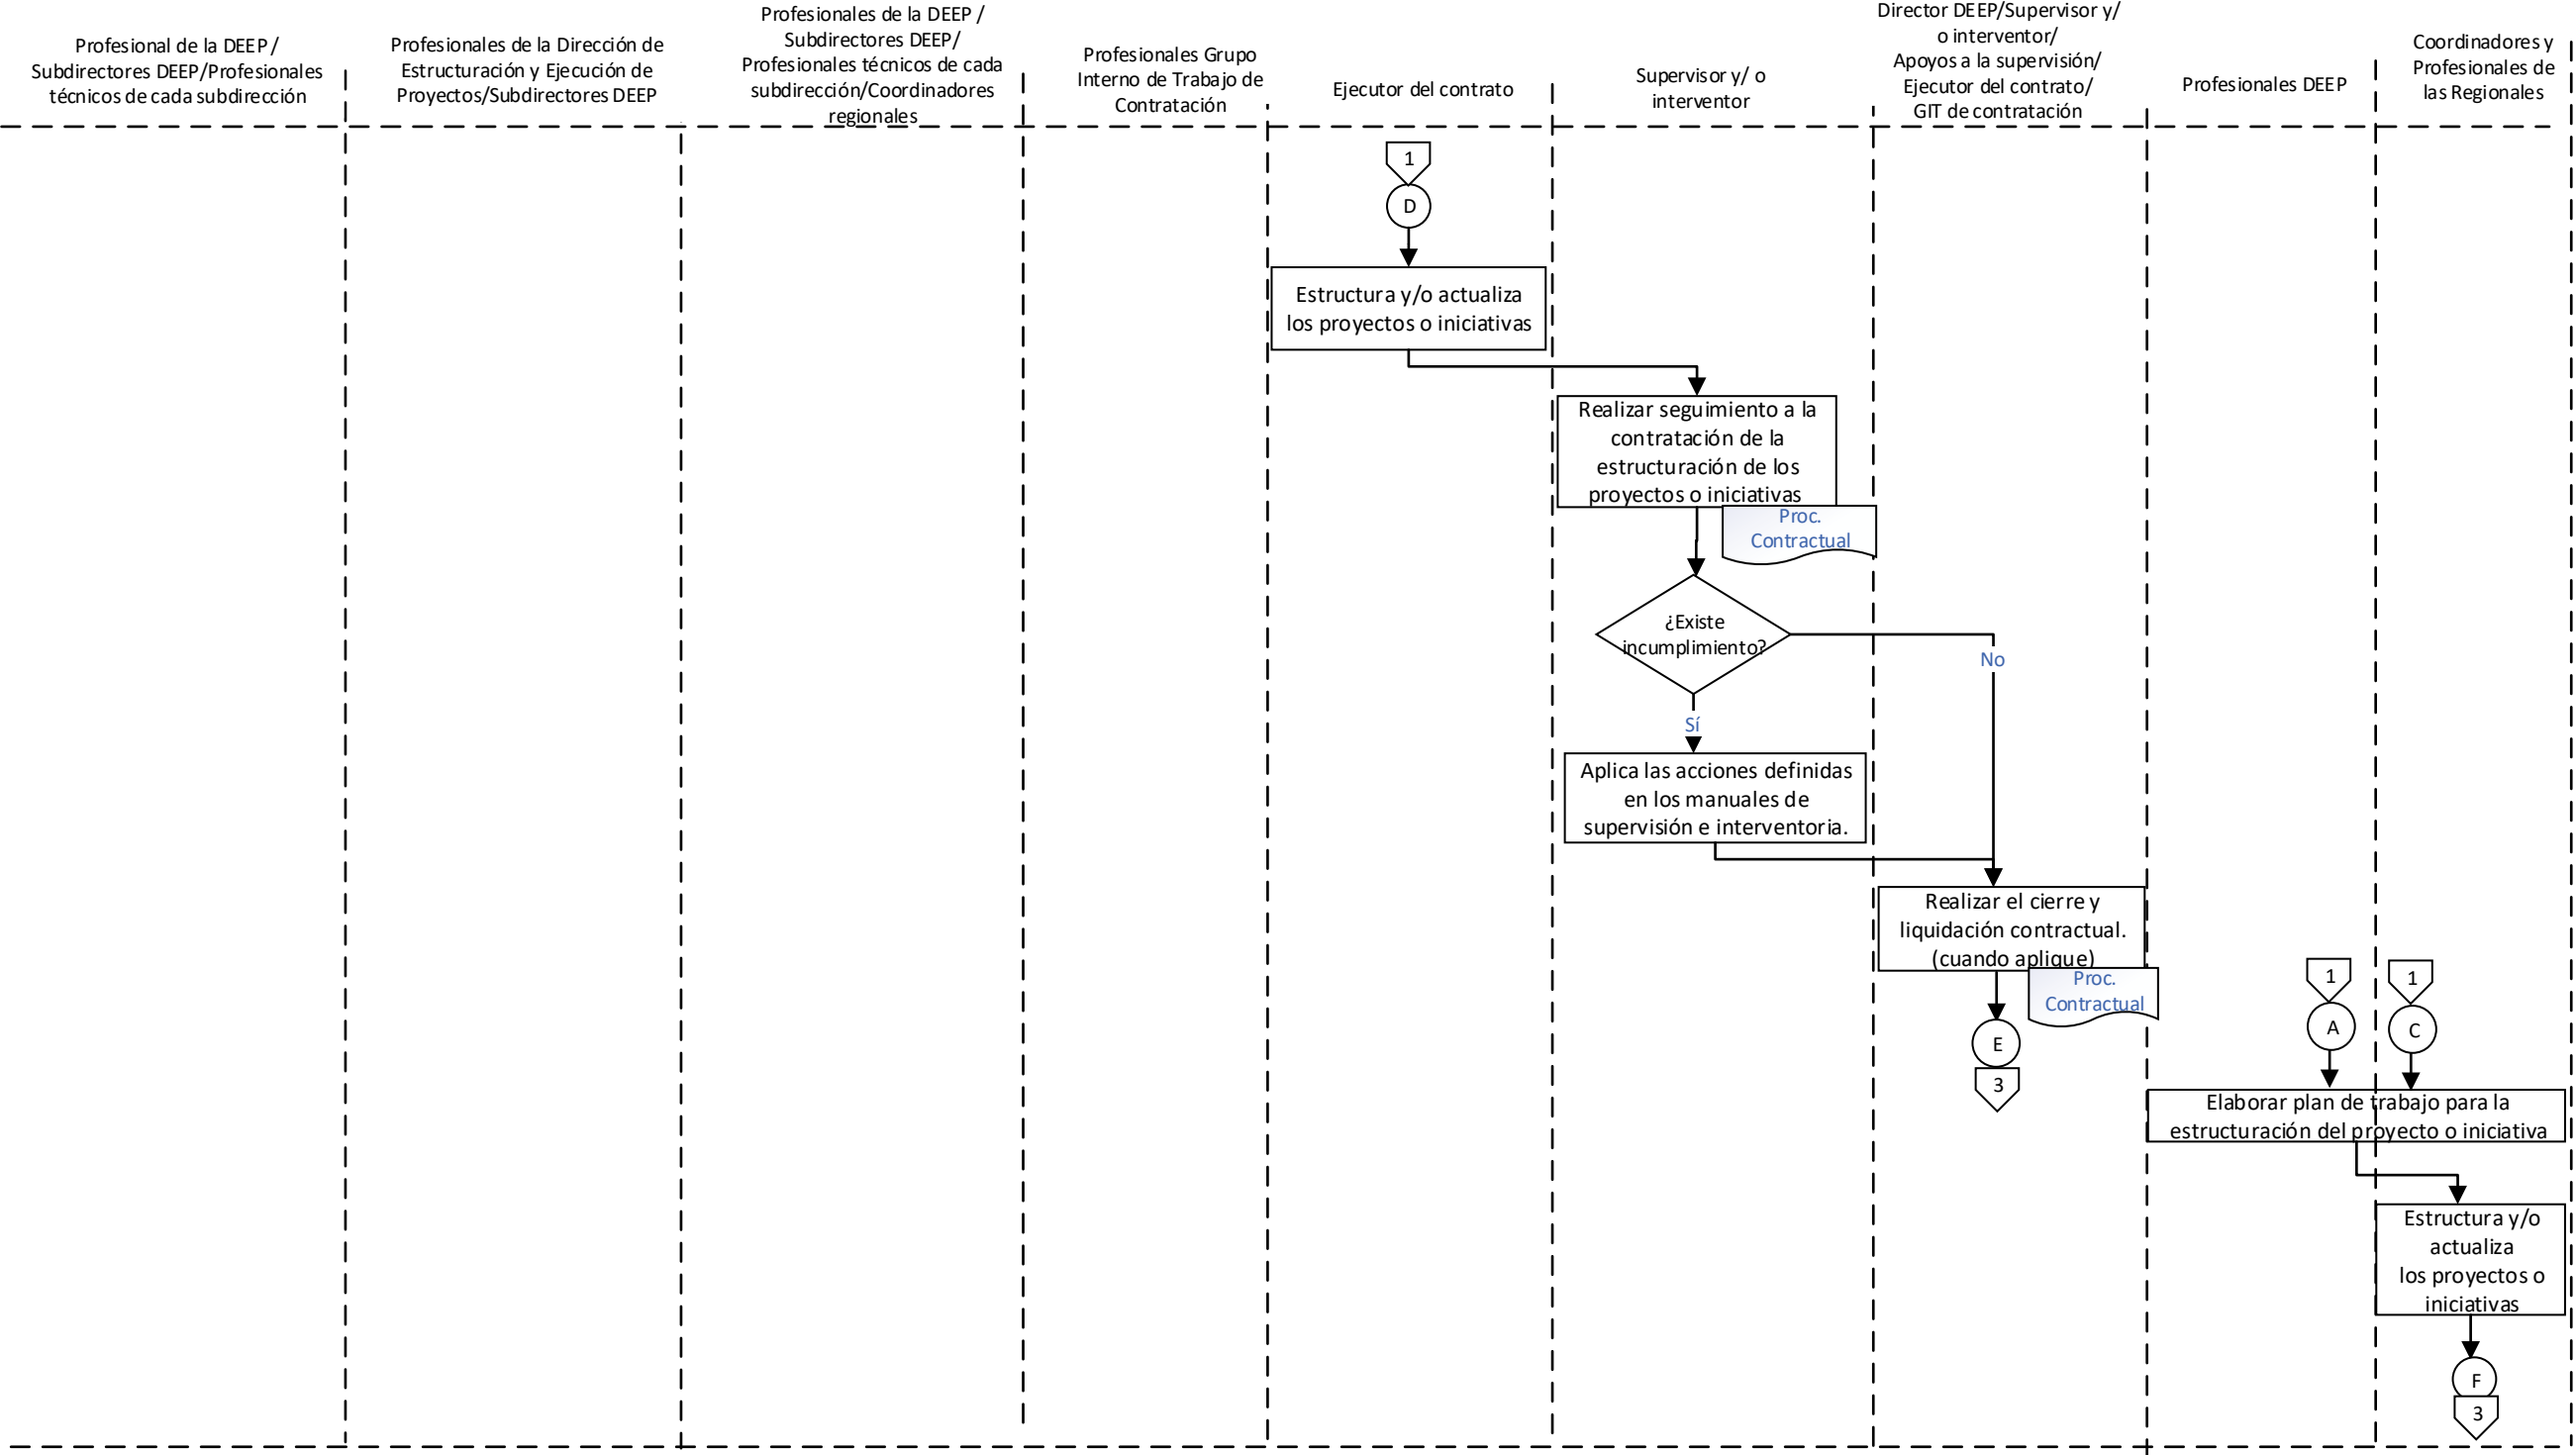 Profesional de la DEEP/
Subdirectores DEEP/Profesionales
técnicos de cada subdirección
Profesionales de la Dirección de
Estructuración y Ejecución de
Proyectos/Subdirectores DEEP
Profesionales de la DEEP /
Subdirectores DEEP/
Profesionales técnicos de cada
subdirección/Coordinadores
regionales
Profesionales Grupo
Interno de Trabajo de
Contratación
Ejecutor del contrato
Supervisor y/ o
interventor
Director DEEP/Supervisor y/
o interventor/
Apoyos a la supervisión/
Ejecutor del contrato/
GIT de contratación
Profesionales DEEP
Coordinadores y
Profesionales de
las Regionales
1
D
Estructura y/o actualiza
los proyectos o iniciativas
Realizar seguimiento a la
contratación de la
estructuración de los
proyectos o iniciativas
Proc.
Contractual
¿Existe
incumplimiento?
No
Sí
Aplica las acciones definidas
en los manuales de
supervisión e interventoria.
Realizar el cierre y
liquidación contractual.
(cuando aplique)
Proc.
Contractual
E
3
1
A
1
C
Elaborar plan de trabajo para la
estructuración del proyecto o iniciativa
Estructura y/o
actualiza
los proyectos o
iniciativas
F
3